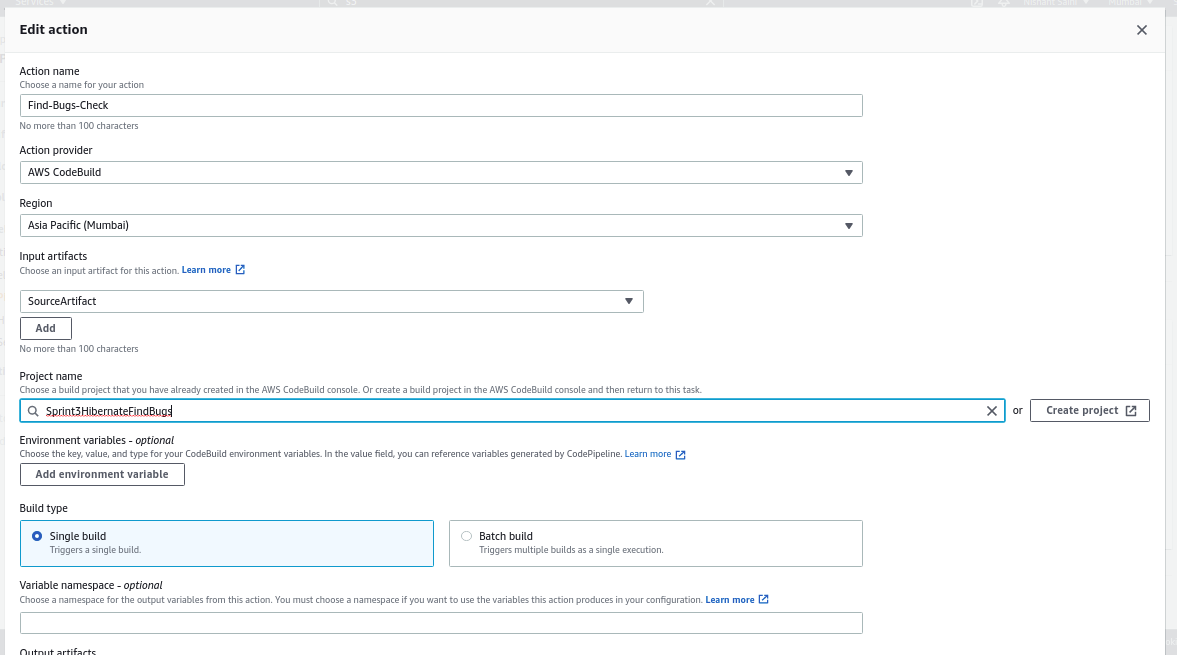 Services
S3
Mumbai
Edit action
Action name
Choose a name for your action
Find-Bugs-Check
No more than 100 characters
Action provider
AWS CodeBuild
Region
Asia Pacific (Mumbai)
Input artifacts
Choose an input artifact for this action. Learn more
SourceArtifact
Add
No more than 100 characters
Project name
Choose a build project that you have already created in the AWS CodeBuild console. Or create a build project in the AWS CodeBuild console and then return to this task.
Sprint3HibernateFindBugs or Create project
Environment variables - optional
Choose the key, value, and type for your CodeBuild environment variables. In the value field, you can reference variables generated by CodePipeline. Learn more
Add environment variable
Build type
Single build
Triggers a single build.
Batch build
Triggers multiple builds as a single execution.
Variable namespace - optional
Choose a namespace for the output variables from this action. You must choose a namespace if you want to use the variables this action produces in your configuration. Learn more
Output artifacts